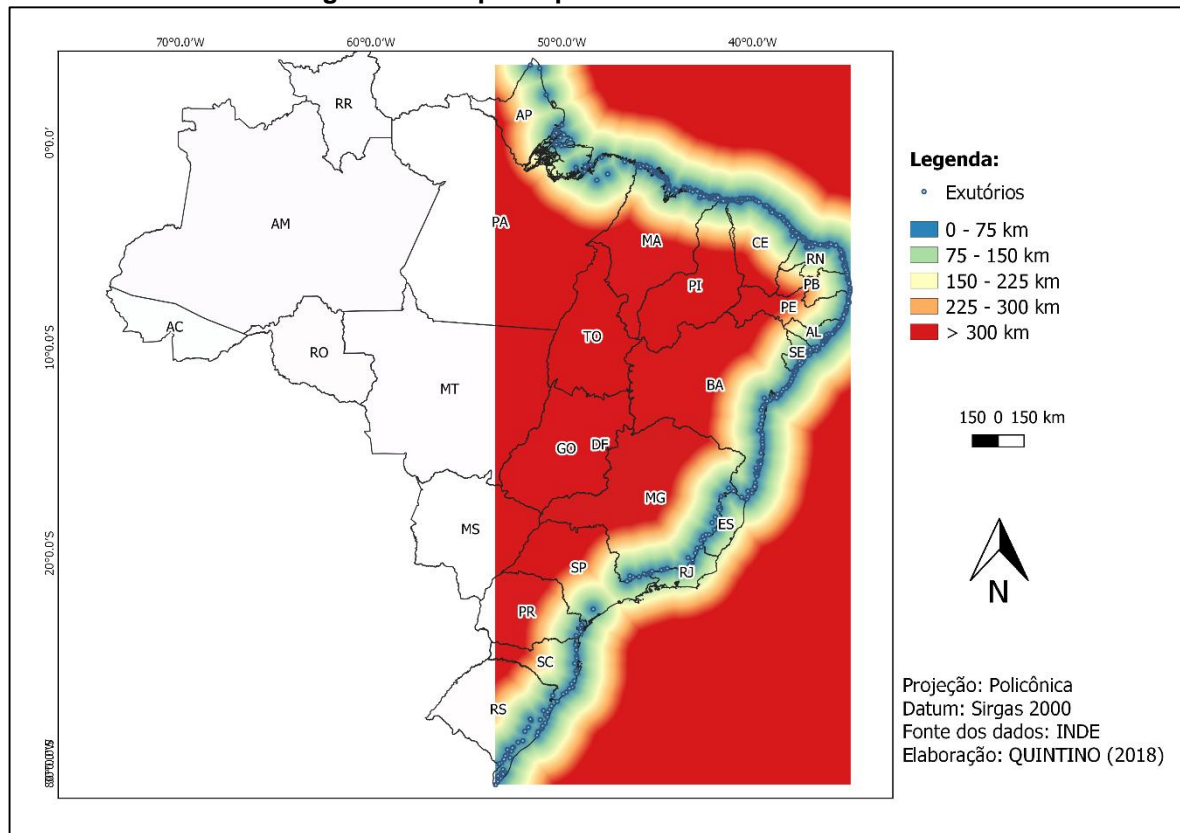 70°0.0'W 60°0.0'W 50°0.0'W 40°0.0'W
0°0.0'
10°0.0'S
20°0.0'S
RR
AP
AM
PA
MA
CE
RN
PB
PI
PE
AL
SE
AC
RO
TO
BA
MT
GO
DF
MG
ES
MS
SP
RJ
PR
SC
RS
Legenda:
Exutórios
0 - 75 km
75 - 150 km
150 - 225 km
225 - 300 km
> 300 km
150 0 150 km
N
Projeção: Policônica
Datum: Sirgas 2000
Fonte dos dados: INDE
Elaboração: QUINTINO (2018)